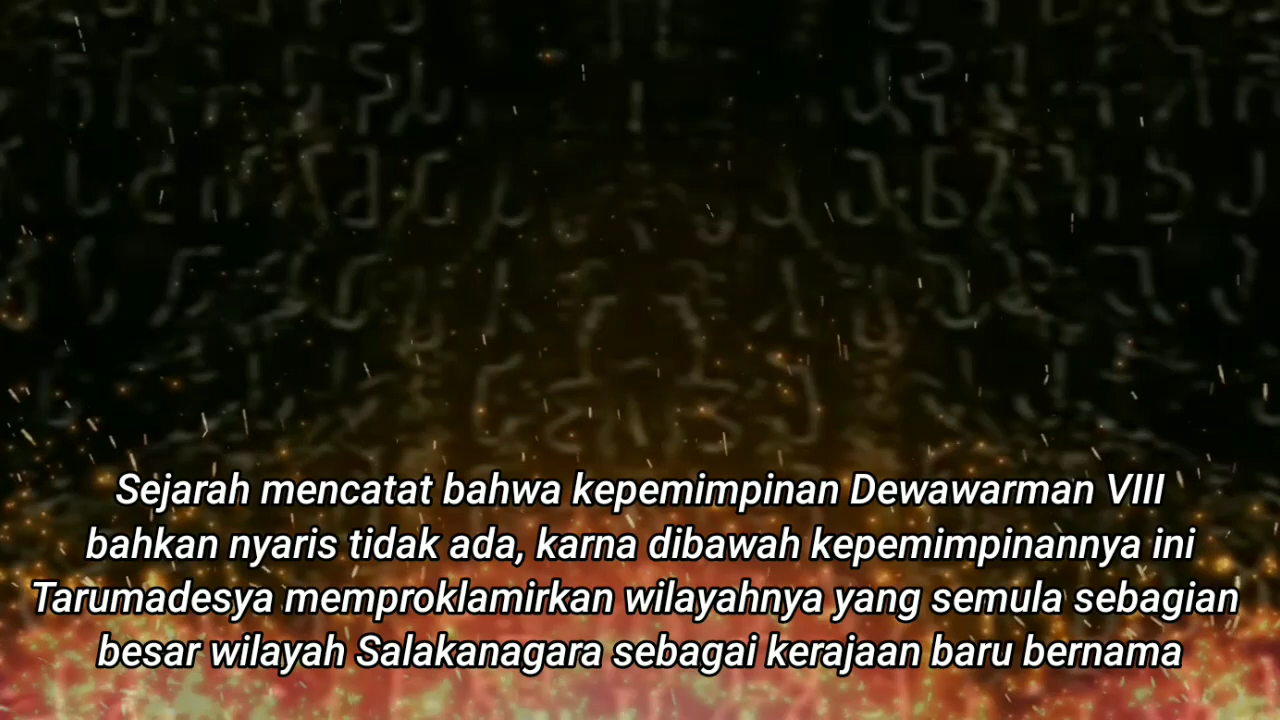 Sejarah mencatat bahwa kepemimpinan Dewawarman VIII
bahkan nyaris tidak ada, karna dibawah kepemimpinannya ini
Tarumadesya memproklamirkan wilayahnya yang semula sebagian
besar wilayah Salakanagara sebagai kerajaan baru bernama